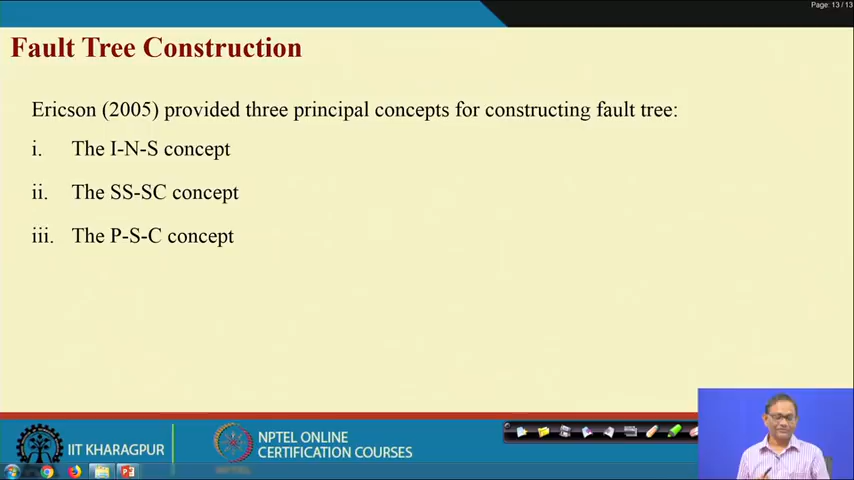 Page: 13 / 13
Fault Tree Construction
Ericson (2005) provided three principal concepts for constructing fault tree:
i. The I-N-S concept
ii. The SS-SC concept
iii. The P-S-C concept
IIT KHARAGPUR
NPTEL ONLINE
CERTIFICATION COURSES
NPTEL